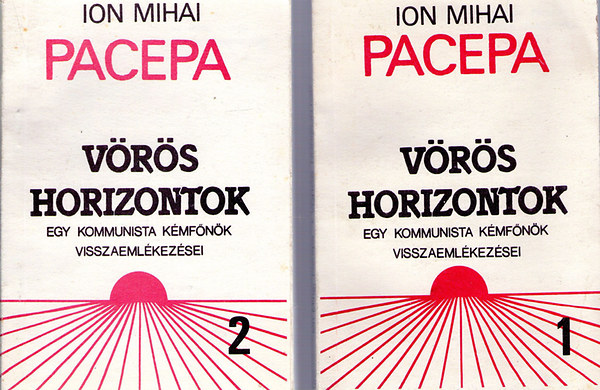 ION MIHAI
PACEPA
VÖRÖS
HORIZONTOK
EGY KOMMUNISTA KÉMFŐNÖK
VISSZAEMLÉKEZÉSEI
2
ION MIHAI
PACEPA
VÖRÖS
HORIZONTOK
EGY KOMMUNISTA KÉMFŐNÖK
VISSZAEMLÉKEZÉSEI
1